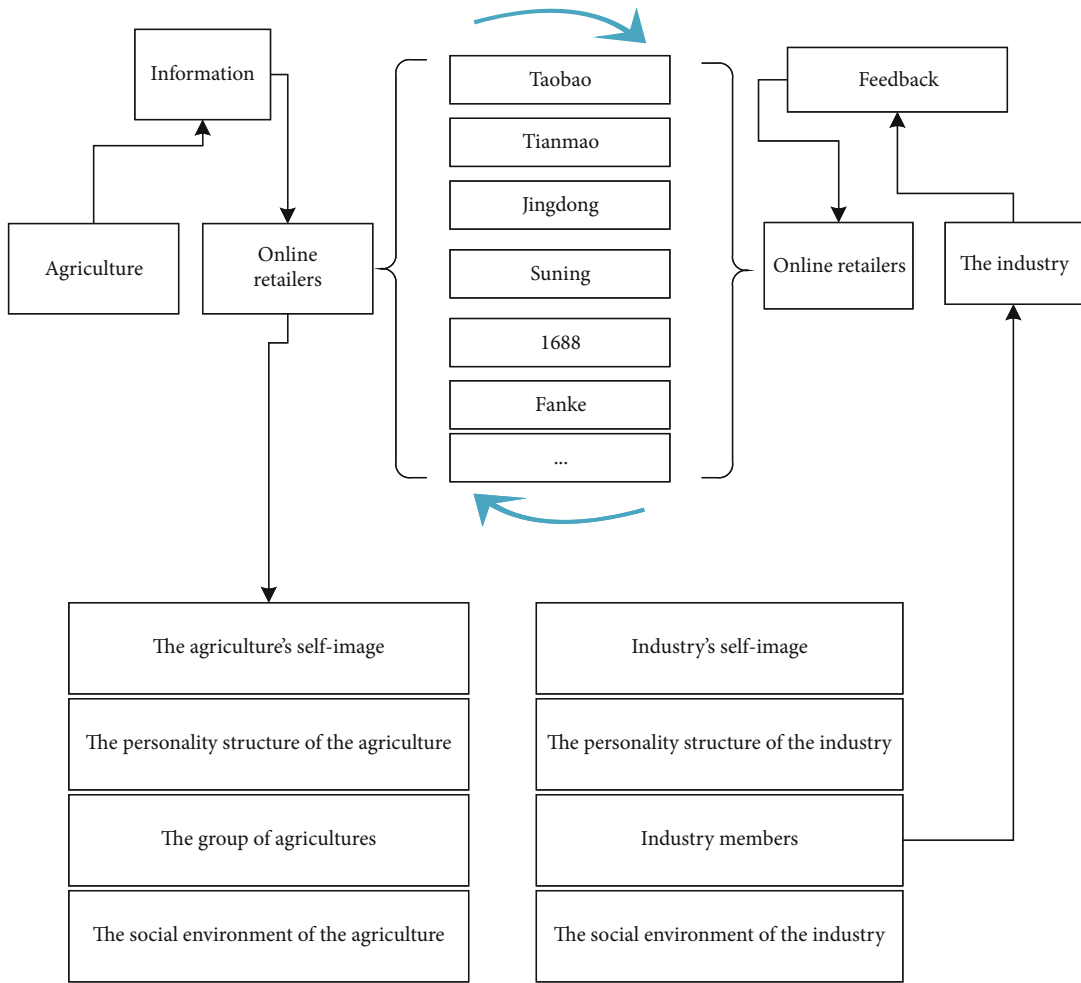 Information
Agriculture
Online
retailers
Taobao
Tianmao
Jingdong
Suning
1688
Fanke
...
Feedback
Online retailers
The industry
The agriculture's self-image
The personality structure of the agriculture
The group of agricultures
The social environment of the agriculture
Industry's self-image
The personality structure of the industry
Industry members
The social environment of the industry